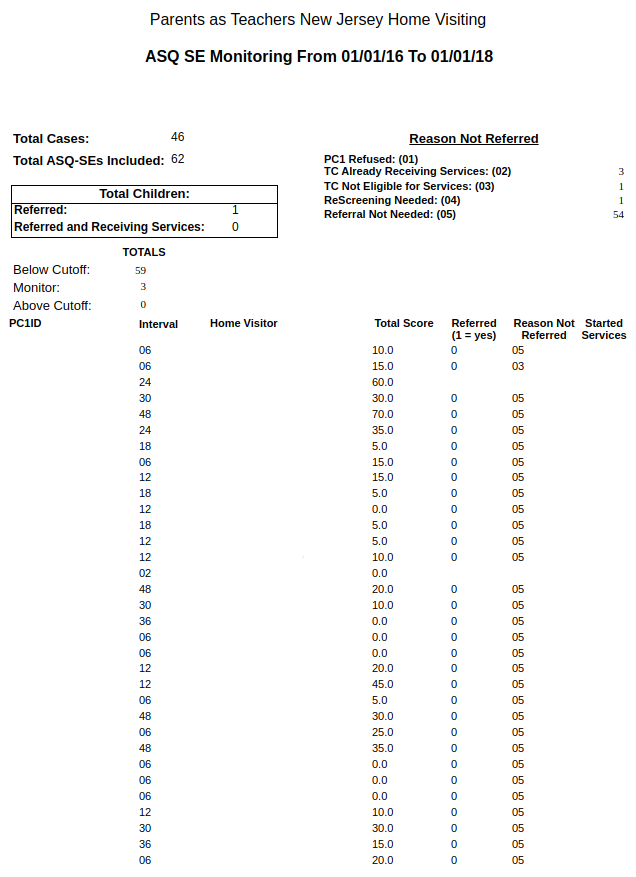 Parents as Teachers New Jersey Home Visiting
ASQ SE Monitoring From 01/01/16 To 01/01/18
Total Cases: 46
Total ASQ-SEs Included: 62
Total Children:
Referred: 1
Referred and Receiving Services: 0
Reason Not Referred
PC1 Refused: (01)
TC Already Receiving Services: (02) 3
TC Not Eligible for Services: (03) 1
ReScreening Needed: (04) 1
Referral Not Needed: (05) 54
TOTALS
Below Cutoff: 59
Monitor: 3
Above Cutoff: 0
PC1ID Interval Home Visitor Total Score Referred (1 = yes) Reason Not Referred Started Services
06 10.0 0 05
06 15.0 0 03
24 60.0
30 30.0 0 05
48 70.0 0 05
24 35.0 0 05
18 5.0 0 05
06 15.0 0 05
12 15.0 0 05
18 5.0 0 05
12 0.0 0 05
18 5.0 0 05
12 5.0 0 05
12 10.0 0 05
02 0.0
48 20.0 0 05
30 10.0 0 05
36 0.0 0 05
06 0.0 0 05
06 0.0 0 05
12 20.0 0 05
12 45.0 0 05
06 5.0 0 05
48 30.0 0 05
06 25.0 0 05
48 35.0 0 05
06 0.0 0 05
06 0.0 0 05
06 0.0 0 05
12 10.0 0 05
30 30.0 0 05
36 15.0 0 05
06 20.0 0 05